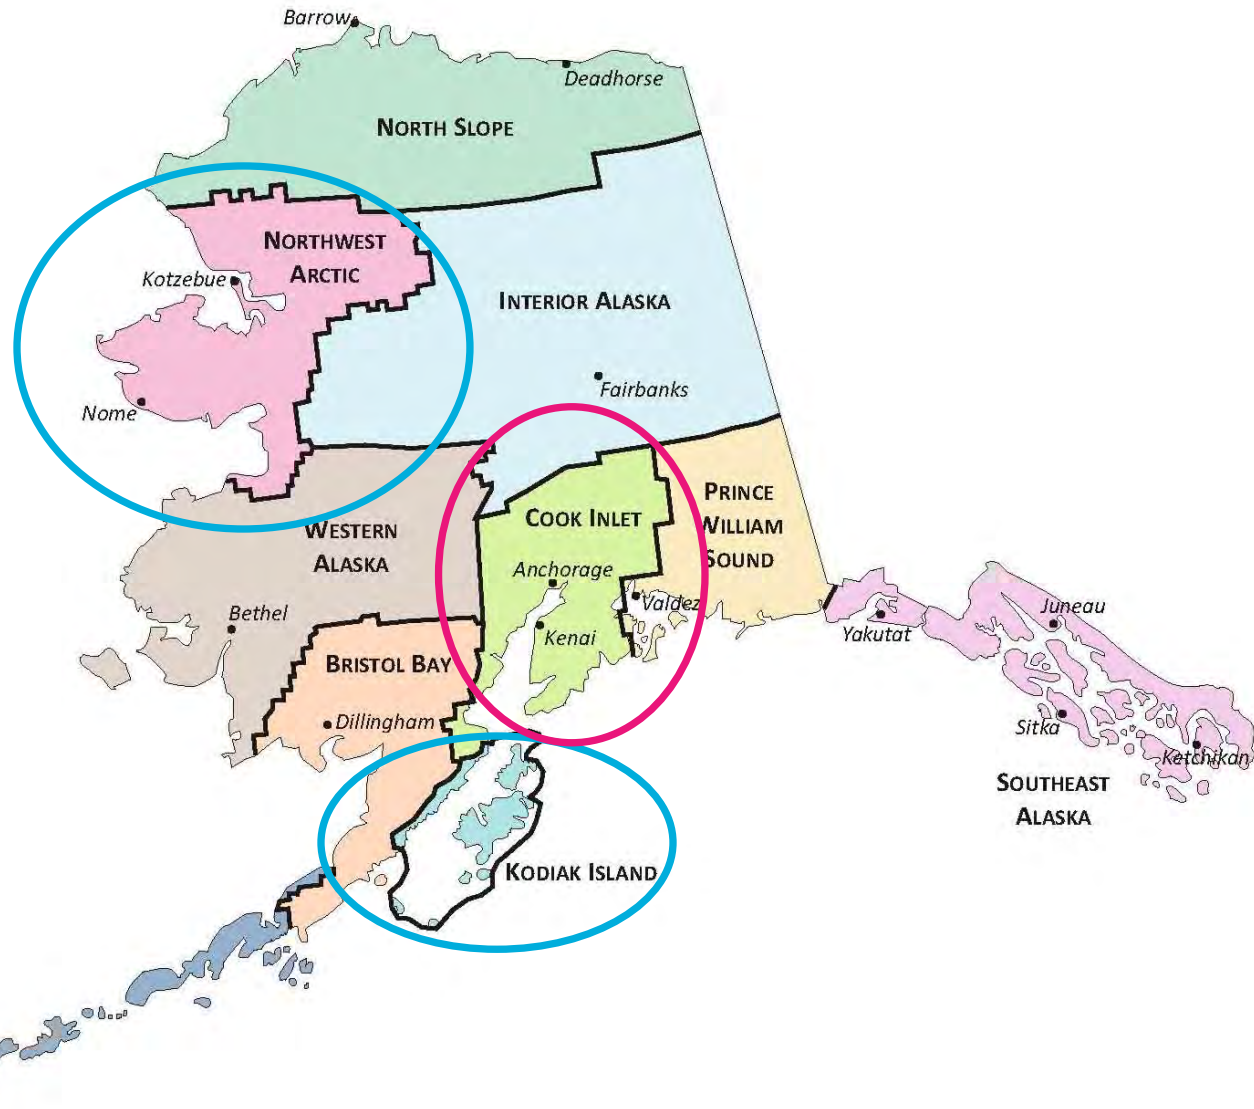 Barrow
Deadhorse
NORTH SLOPE
NORTHWEST
ARCTIC
Kotzebue
INTERIOR ALASKA
Fairbanks
Nome
PRINCE
WILLIAM
SOUND
COOK INLET
WESTERN
ALASKA
Anchorage
Valdez
Bethel
Kenai
Juneau
Yakutat
BRISTOL BAY
Dillingham
Sitka
Ketchikan
SOUTHEAST
ALASKA
KODIAK ISLAND